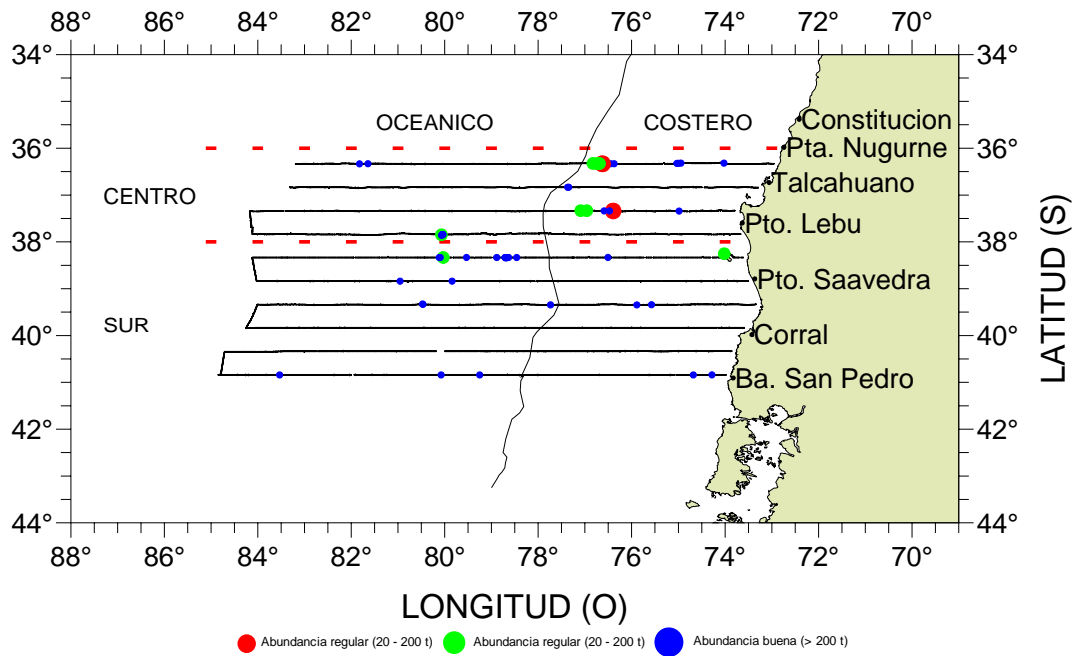 88° 86° 84° 82° 80° 78° 76° 74° 72° 70°
34° 34°
OCEANICO COSTERO
Constitucion
36° Pta. Nugurne 36°
Talcahuano
CENTRO
Pto. Lebu
38° 38°
Pto. Saavedra
SUR
40° Corral 40°
Ba. San Pedro
42° 42°
44° 44°
88° 86° 84° 82° 80° 78° 76° 74° 72° 70°
LATITUD (S)
LONGITUD (O)
Abundancia regular (20 - 200 t) Abundancia regular (20 - 200 t) Abundancia buena (> 200 t)